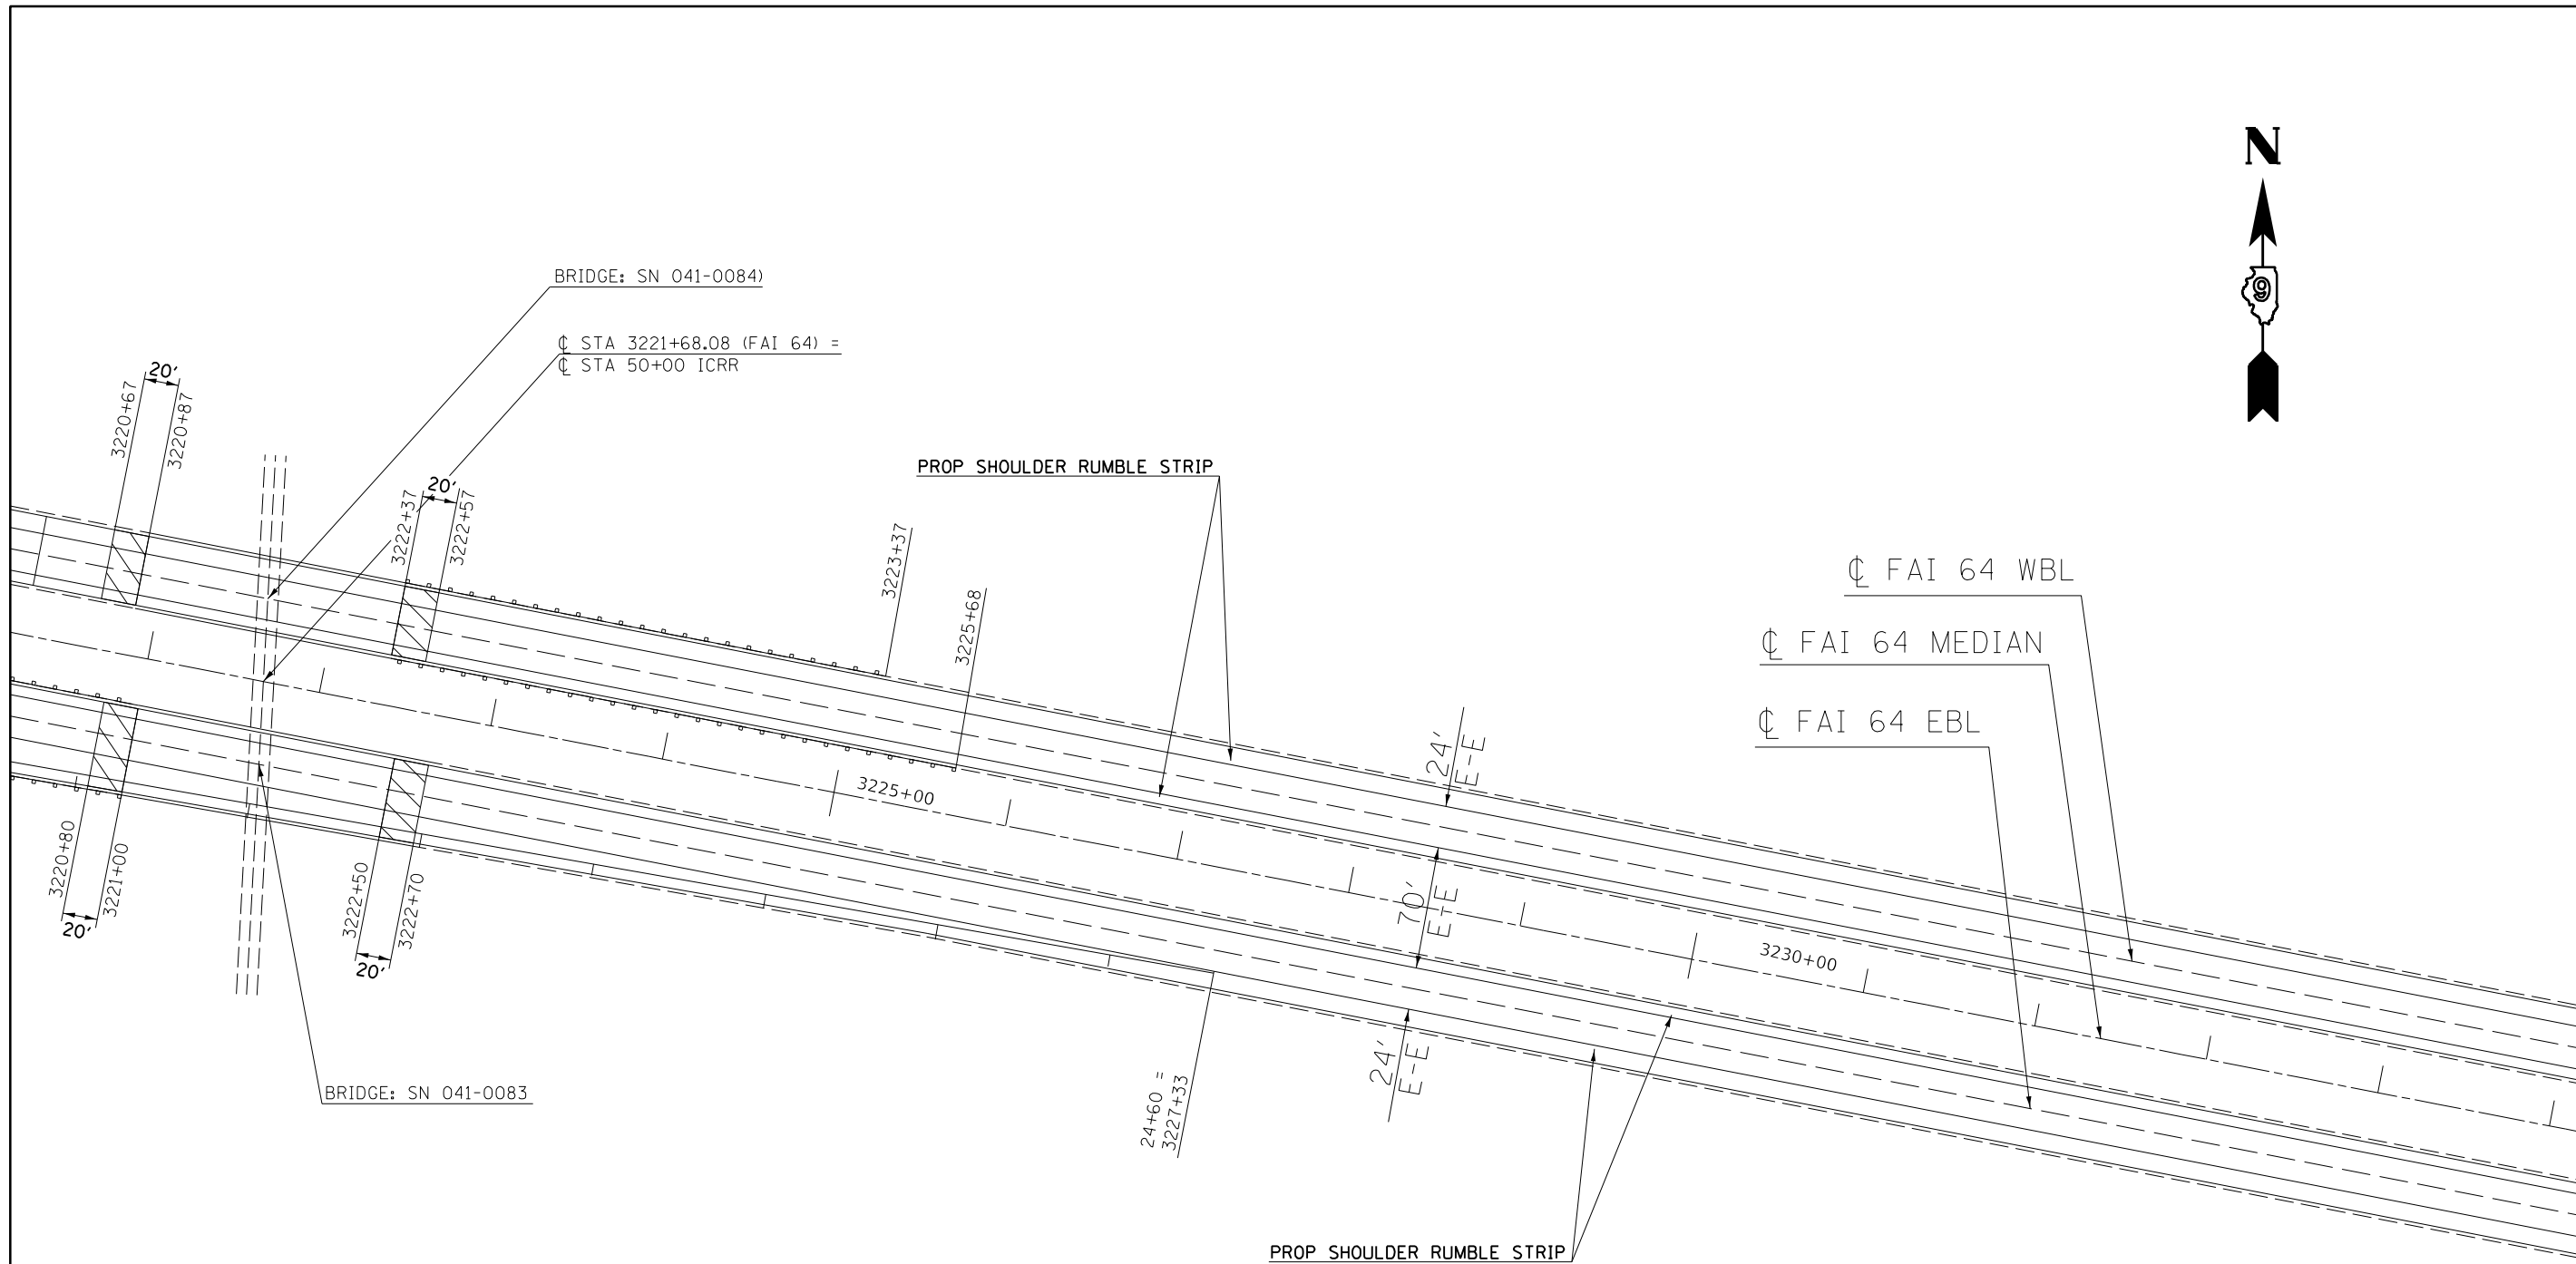 N
9
BRIDGE: SN 041-0084)
℄ STA 3221+68.08 (FAI 64) =
℄ STA 50+00 ICRR
20'
3220+67
3220+87
20'
3222+37
3222+57
PROP SHOULDER RUMBLE STRIP
3223+37
3225+68
℄ FAI 64 WBL
℄ FAI 64 MEDIAN
℄ FAI 64 EBL
24'
E-E
3225+00
70'
E-E
3230+00
3220+80
3221+00
20'
3222+50
3222+70
20'
24'
E-E
BRIDGE: SN 041-0083
24+60 =
3227+33
PROP SHOULDER RUMBLE STRIP